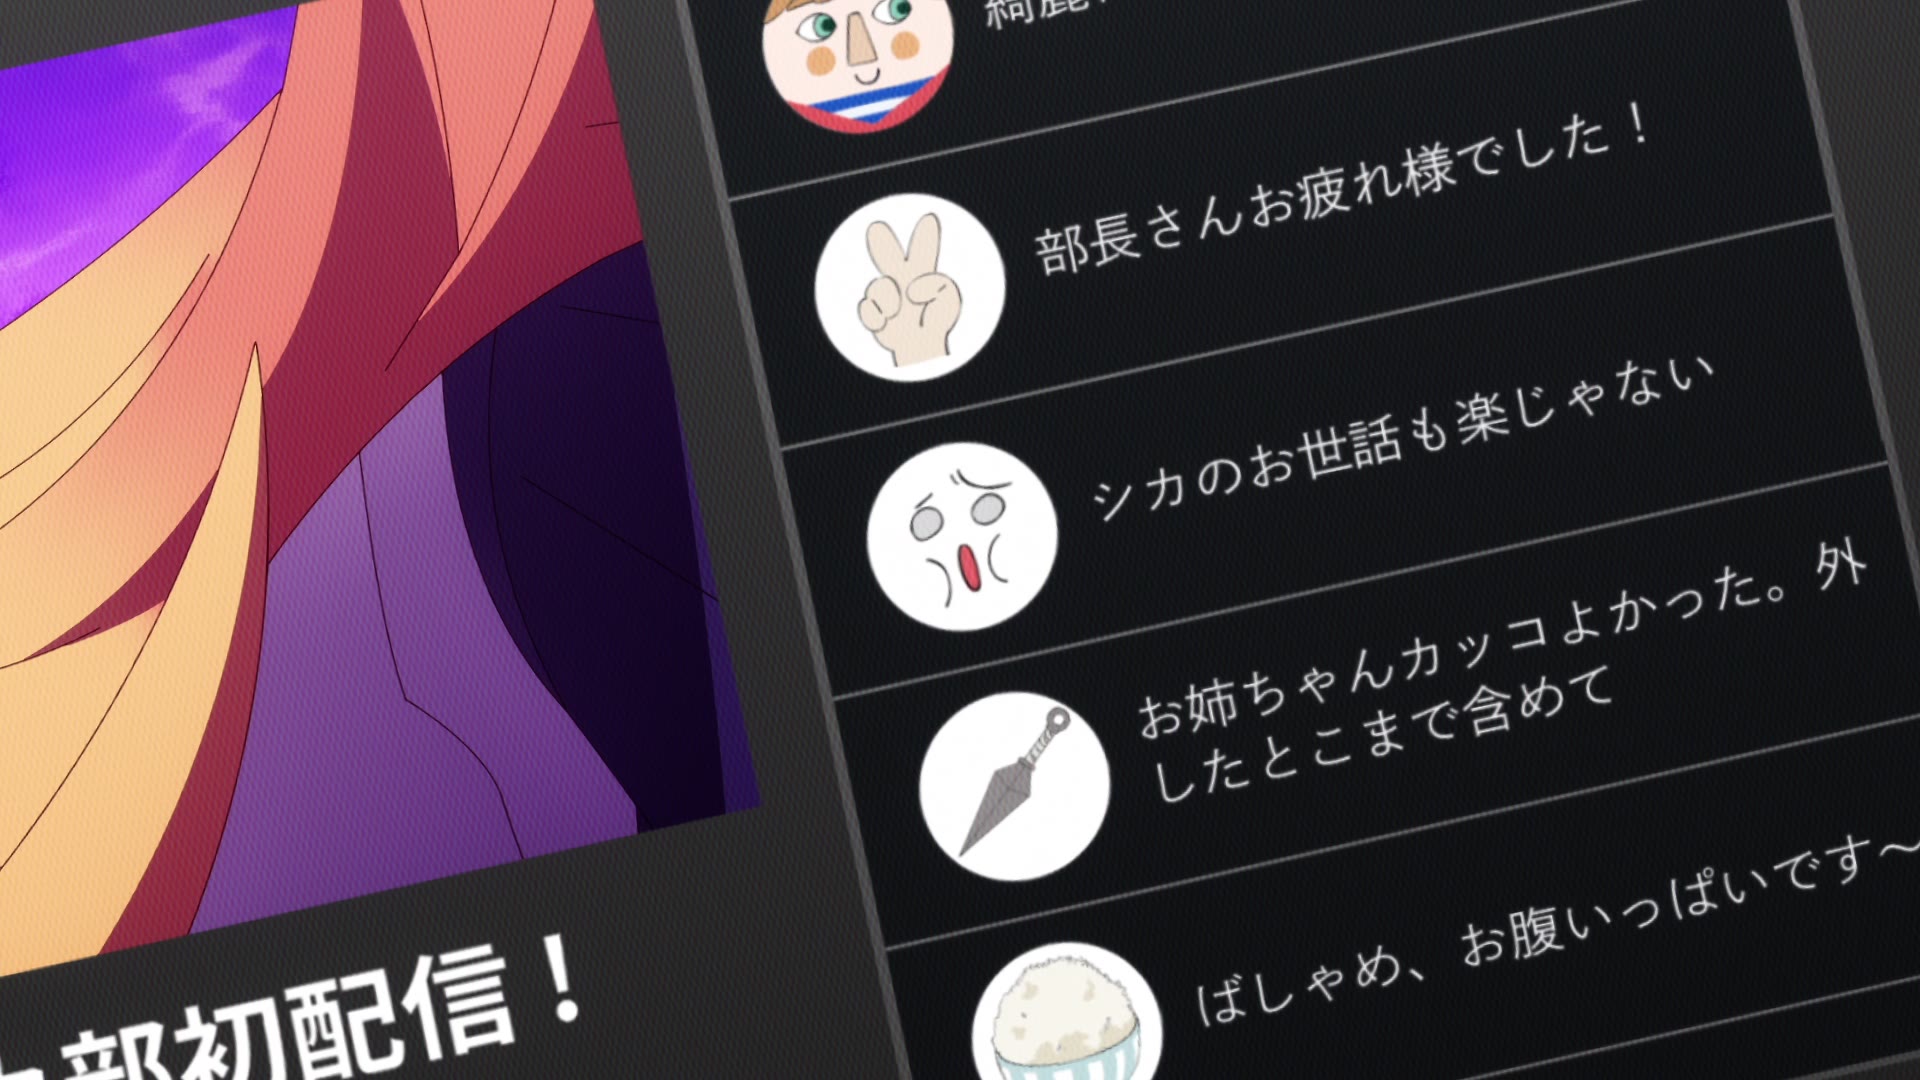 綺麗
部長さんお疲れ様でした！
シカのお世話も楽じゃない
お姉ちゃんカッコよかった。外
したとこまで含めて
ばしゃめ、お腹いっぱいです〜
部初配信！